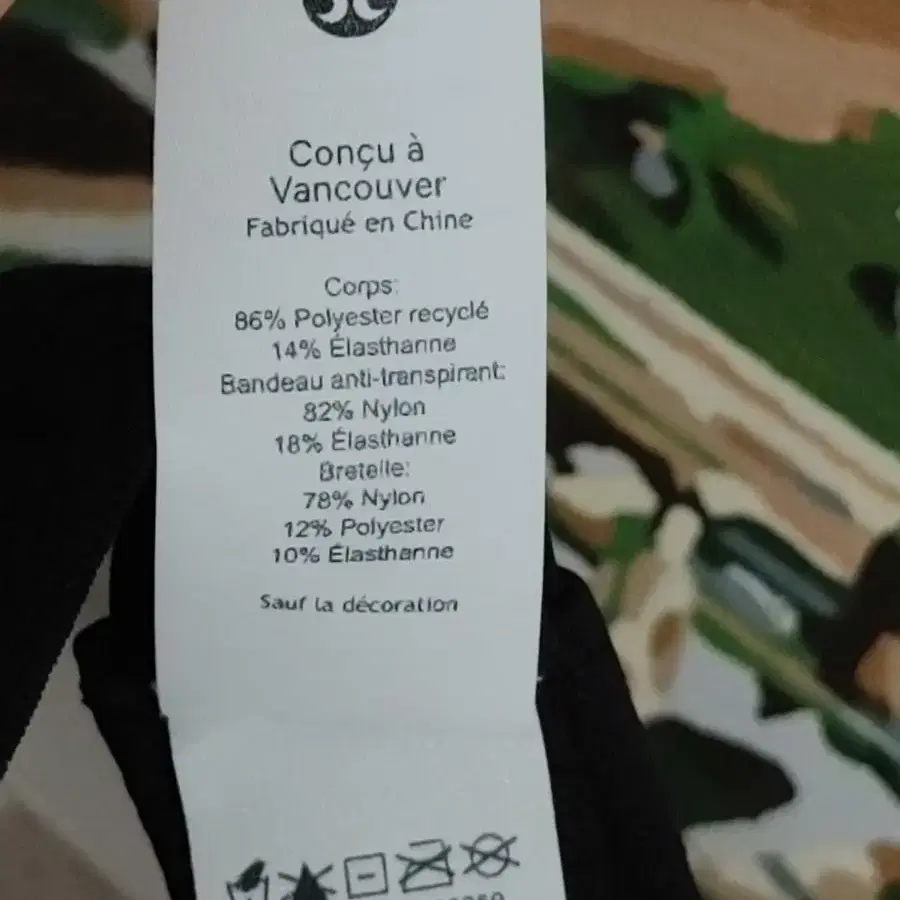 Conçu à
Vancouver
Fabriqué en Chine
Corps:
86% Polyester recyclé
14% Élasthanne
Bandeau anti-transpirant:
82% Nylon
18% Élasthanne
Bretelle:
78% Nylon
12% Polyester
10% Élasthanne
Sauf la décoration